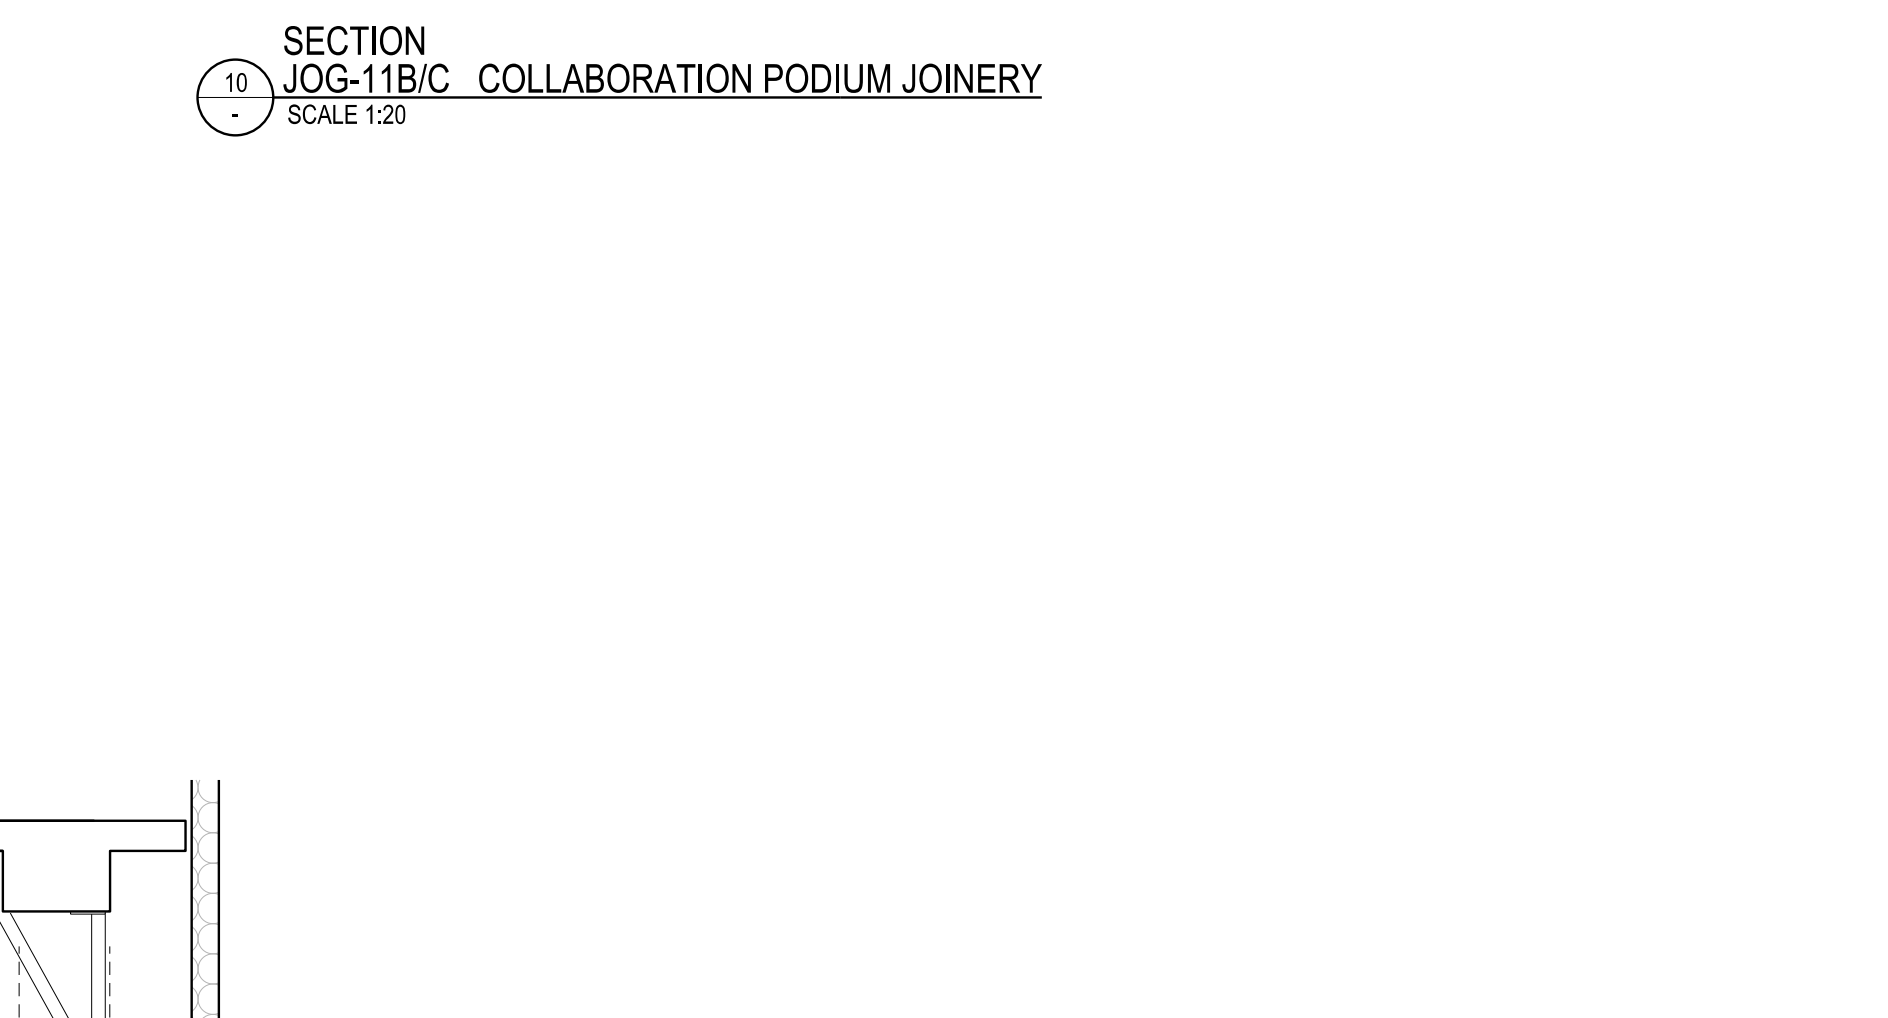 SECTION
10
JOG-11B/C COLLABORATION PODIUM JOINERY
-
SCALE 1:20